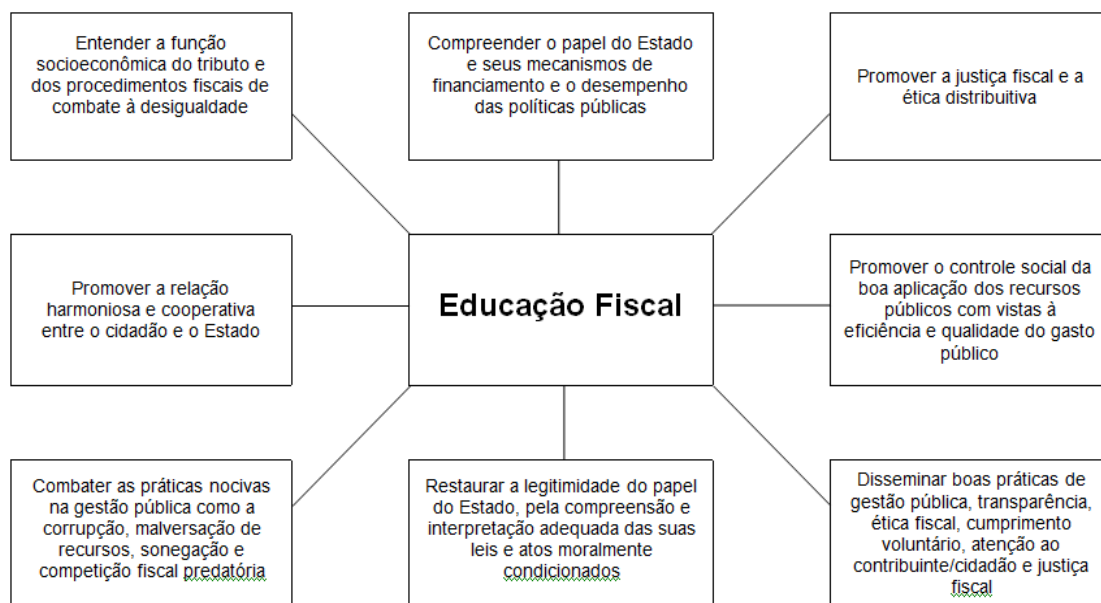 Entender a função
socioeconômica do tributo e
dos procedimentos fiscais de
combate à desigualdade
Compreender o papel do Estado
e seus mecanismos de
financiamento e o desempenho
das políticas públicas
Promover a justiça fiscal e a
ética distribuitiva
Promover a relação
harmoniosa e cooperativa
entre o cidadão e o Estado
Educação Fiscal
Promover o controle social da
boa aplicação dos recursos
públicos com vistas à
eficiência e qualidade do gasto
público
Combater as práticas nocivas
na gestão pública como a
corrupção, malversação de
recursos, sonegação e
competição fiscal predatória
Restaurar a legitimidade do papel
do Estado, pela compreensão e
interpretação adequada das suas
leis e atos moralmente
condicionados
Disseminar boas práticas de
gestão pública, transparência,
ética fiscal, cumprimento
voluntário, atenção ao
contribuinte/cidadão e justiça
fiscal